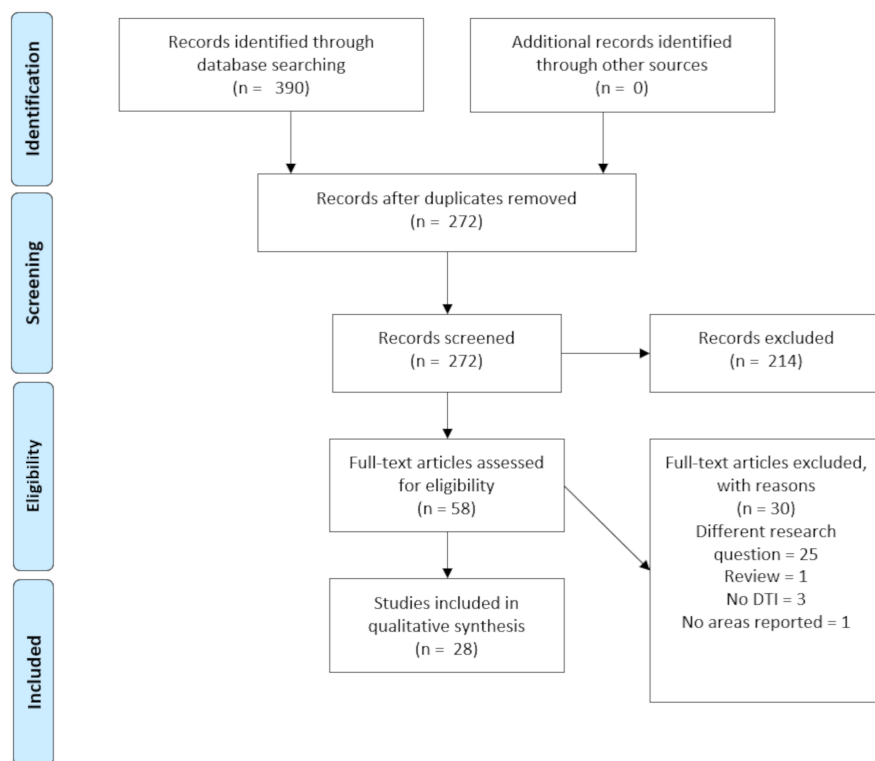 Identification
Records identified through
database searching
(n =   390)
Additional records identified
through other sources
(n =  0)
Records after duplicates removed
(n =  272)
Screening
Records screened
(n = 272)
Records excluded
(n =  214)
Eligibility
Full-text articles assessed
for eligibility
(n = 58)
Full-text articles excluded,
with reasons
(n = 30)
Different research
question = 25
Review = 1
No DTI = 3
No areas reported = 1
Included
Studies included in
qualitative synthesis
(n =  28)